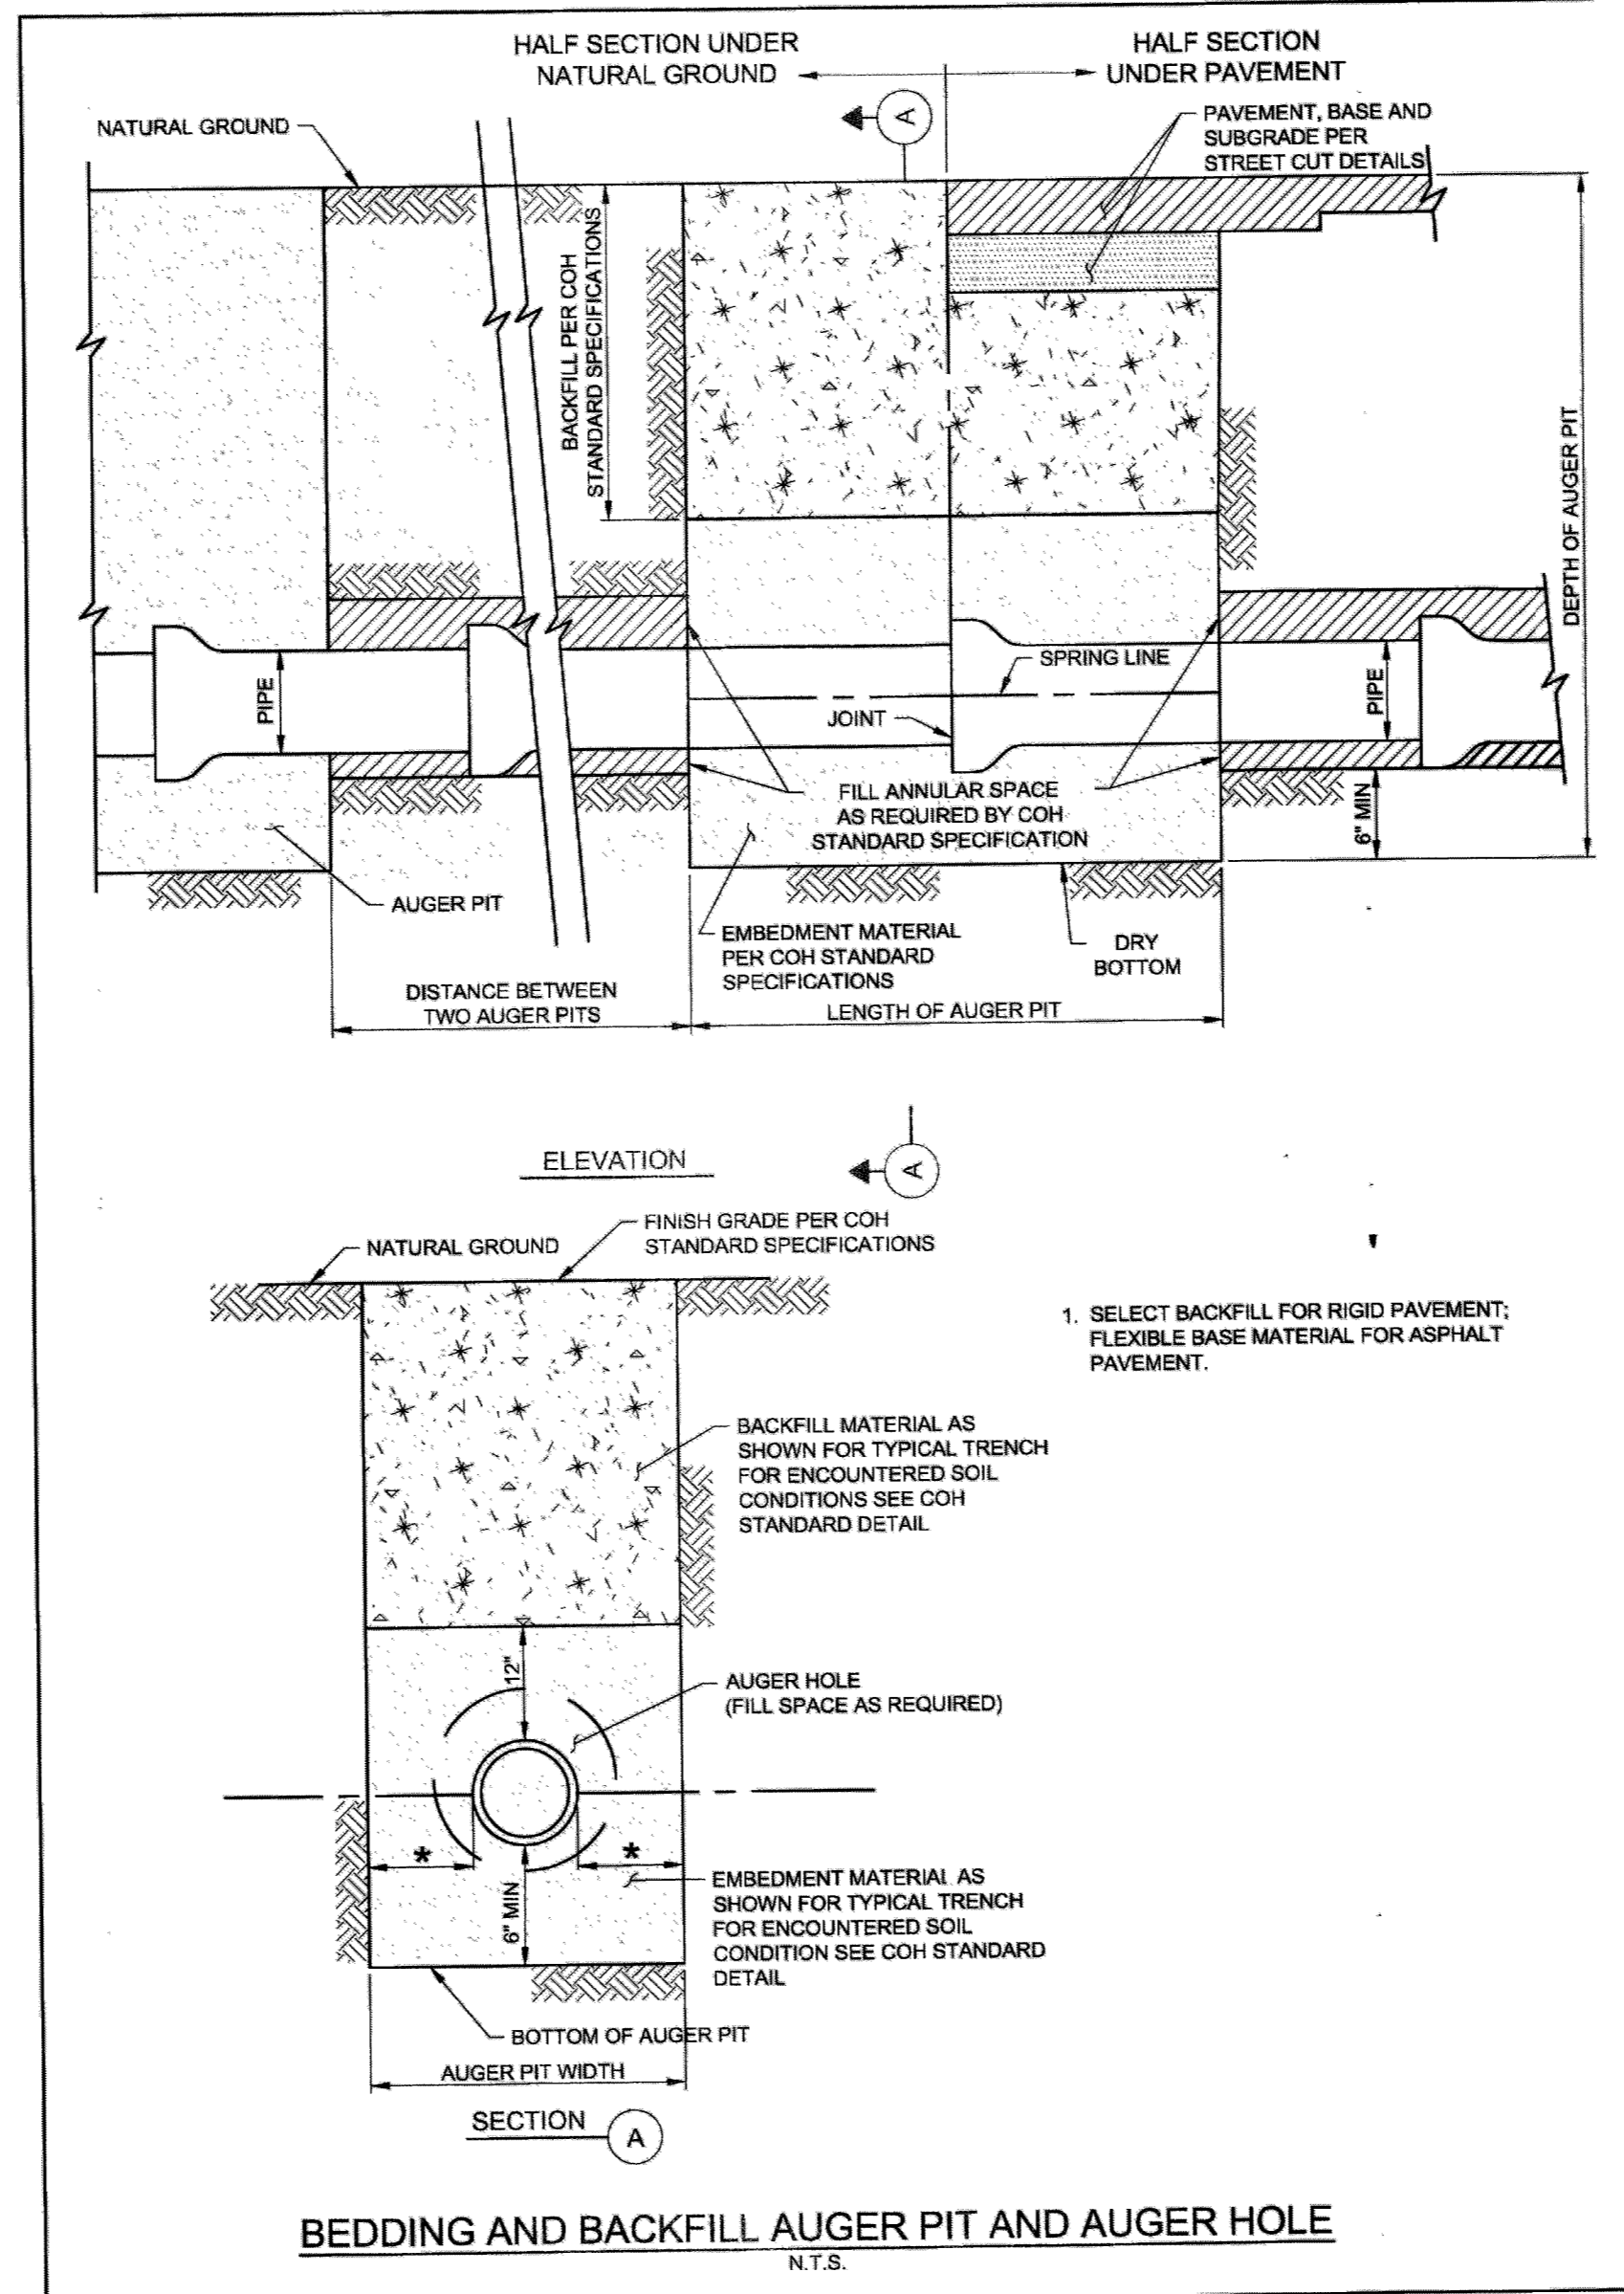 HALF SECTION UNDER
NATURAL GROUND
HALF SECTION
UNDER PAVEMENT
A
NATURAL GROUND
PAVEMENT, BASE AND
SUBGRADE PER
STREET CUT DETAILS
BACKFILL PER COH
STANDARD SPECIFICATIONS
DEPTH OF AUGER PIT
PIPE
SPRING LINE
JOINT
PIPE
FILL ANNULAR SPACE
AS REQUIRED BY COH
STANDARD SPECIFICATION
6" MIN
AUGER PIT
EMBEDMENT MATERIAL
PER COH STANDARD
SPECIFICATIONS
DRY
BOTTOM
DISTANCE BETWEEN
TWO AUGER PITS
LENGTH OF AUGER PIT
ELEVATION
A
NATURAL GROUND
FINISH GRADE PER COH
STANDARD SPECIFICATIONS
1. SELECT BACKFILL FOR RIGID PAVEMENT;
FLEXIBLE BASE MATERIAL FOR ASPHALT
PAVEMENT.
BACKFILL MATERIAL AS
SHOWN FOR TYPICAL TRENCH
FOR ENCOUNTERED SOIL
CONDITIONS SEE COH
STANDARD DETAIL
12"
AUGER HOLE
(FILL SPACE AS REQUIRED)
*
*
6" MIN
EMBEDMENT MATERIAL AS
SHOWN FOR TYPICAL TRENCH
FOR ENCOUNTERED SOIL
CONDITION SEE COH STANDARD
DETAIL
BOTTOM OF AUGER PIT
AUGER PIT WIDTH
SECTION A
BEDDING AND BACKFILL AUGER PIT AND AUGER HOLE
N.T.S.